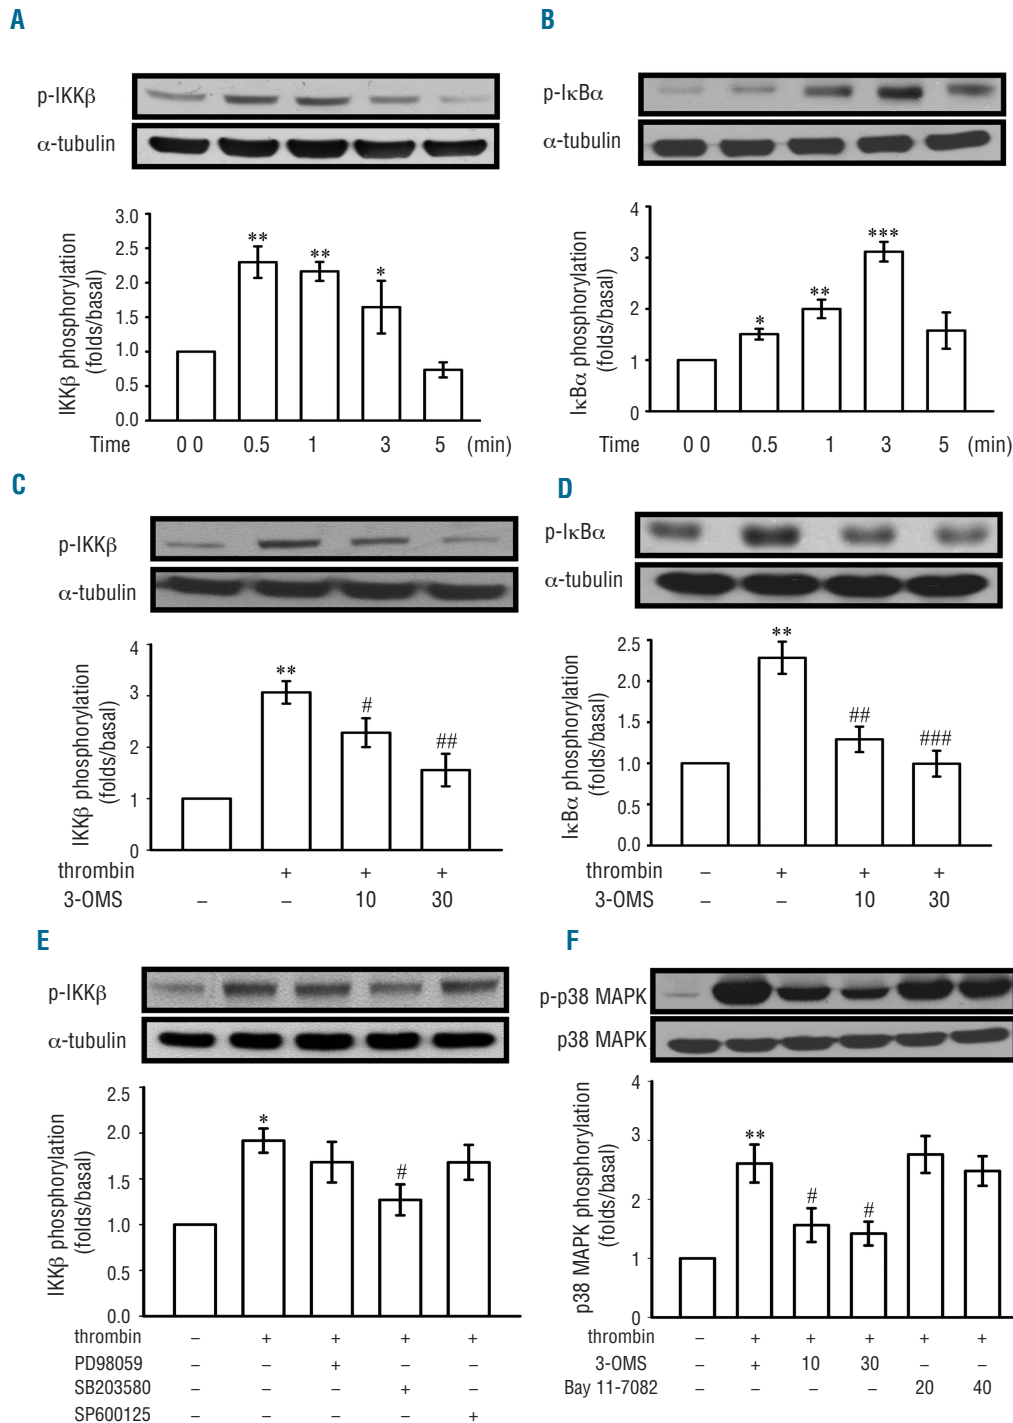 A
p-IKKβ
α-tubulin
IKKβ phosphorylation
(folds/basal)
3.0
2.5
2.0
1.5
1.0
0.5
0.0
** ** *
Time 0 0 0.5 1 3 5 (min)
B
p-IκBα
α-tubulin
IκBα phosphorylation
(folds/basal)
4
3
2
1
0
* ** ***
Time 0 0 0.5 1 3 5 (min)
C
p-IKKβ
α-tubulin
IKKβ phosphorylation
(folds/basal)
4
3
2
1
0
** # ##
thrombin + + +
3-OMS – – 10 30
D
p-IκBα
α-tubulin
IκBα phosphorylation
(folds/basal)
2.5
2.0
1.5
1.0
0.5
0.0
** ## ###
thrombin – + + +
3-OMS – – 10 30
E
p-IKKβ
α-tubulin
IKKβ phosphorylation
(folds/basal)
2.5
2.0
1.5
1.0
0.5
0.0
* #
thrombin – + + + +
PD98059 – – + – –
SB203580 – – – + –
SP600125 – – – – +
F
p-p38 MAPK
p38 MAPK
p38 MAPK phosphorylation
(folds/basal)
4
3
2
1
0
** # #
thrombin – + + + + +
3-OMS – + 10 30 – –
Bay 11-7082 – – – – 20 40